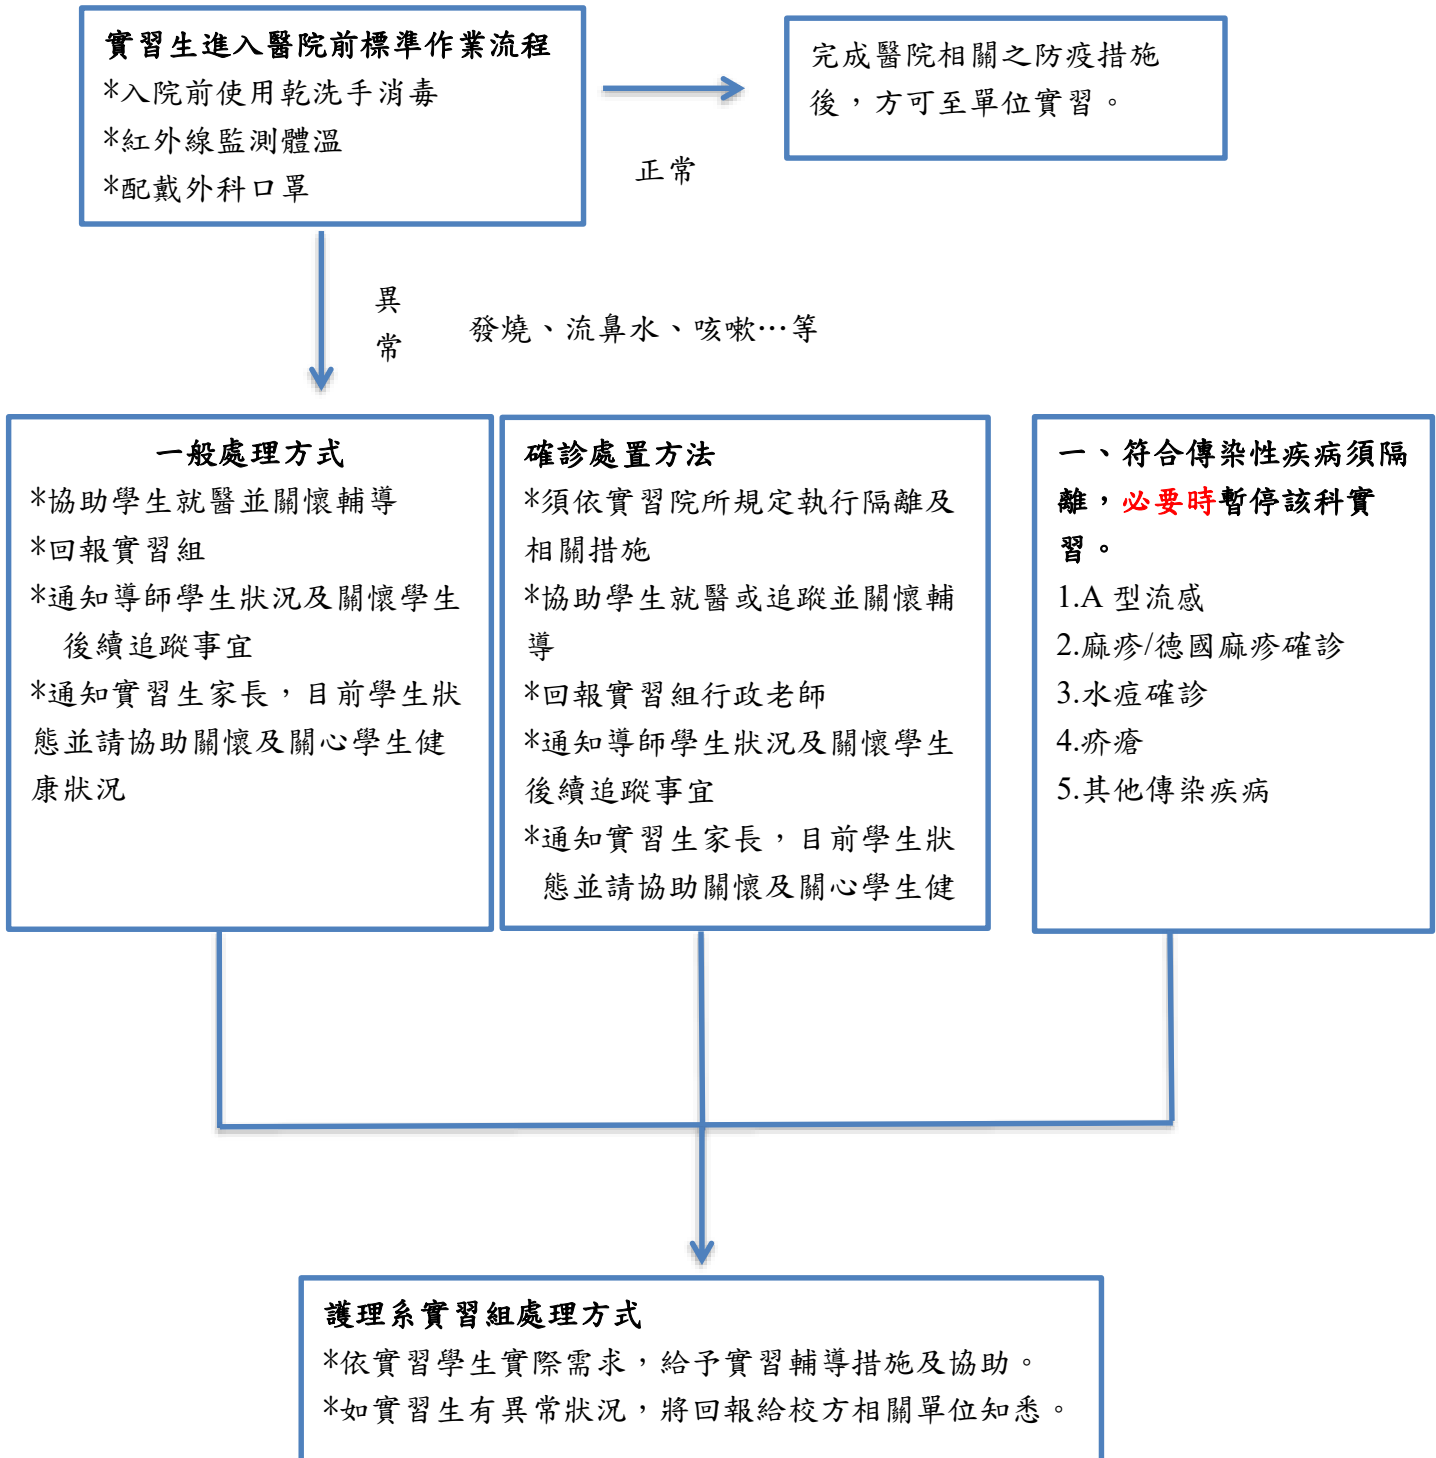 實習生進入醫院前標準作業流程
*入院前使用乾洗手消毒
*紅外線監測體溫
*配戴外科口罩
完成醫院相關之防疫措施
後，方可至單位實習。
正常
異
常
發燒、流鼻水、咳嗽…等
一般處理方式
*協助學生就醫並關懷輔導
*回報實習組
*通知導師學生狀況及關懷學生
後續追蹤事宜
*通知實習生家長，目前學生狀
態並請協助關懷及關心學生健
康狀況
確診處置方法
*須依實習院所規定執行隔離及
相關措施
*協助學生就醫或追蹤並關懷輔
導
*回報實習組行政老師
*通知導師學生狀況及關懷學生
後續追蹤事宜
*通知實習生家長，目前學生狀
態並請協助關懷及關心學生健
一、符合傳染性疾病須隔
離，必要時暫停該科實
習。
1.A 型流感
2.麻疹/德國麻疹確診
3.水痘確診
4.疥瘡
5.其他傳染疾病
護理系實習組處理方式
*依實習學生實際需求，給予實習輔導措施及協助。
*如實習生有異常狀況，將回報給校方相關單位知悉。